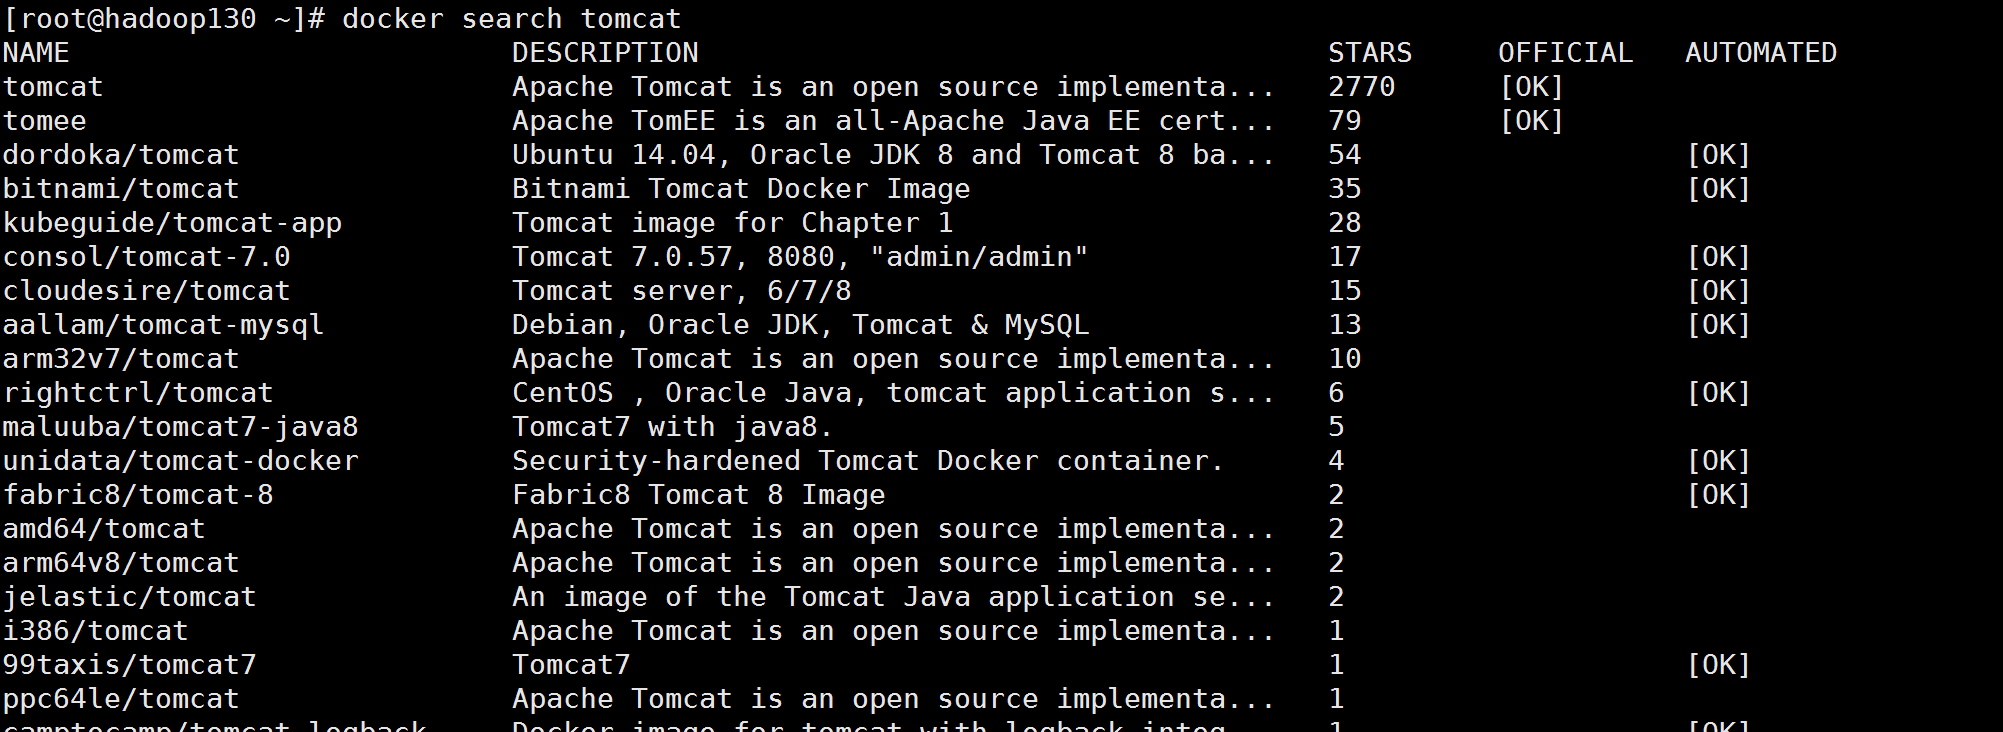 [root@hadoop130 ~]# docker search tomcat
NAME DESCRIPTION STARS OFFICIAL AUTOMATED
tomcat Apache Tomcat is an open source implementa... 2770 [OK]
tomee Apache TomEE is an all-Apache Java EE cert... 79 [OK]
dordoka/tomcat Ubuntu 14.04, Oracle JDK 8 and Tomcat 8 ba... 54 [OK]
bitnami/tomcat Bitnami Tomcat Docker Image 35 [OK]
kubeguide/tomcat-app Tomcat image for Chapter 1 28
consol/tomcat-7.0 Tomcat 7.0.57, 8080, "admin/admin" 17 [OK]
cloudesire/tomcat Tomcat server, 6/7/8 15 [OK]
aallam/tomcat-mysql Debian, Oracle JDK, Tomcat & MySQL 13 [OK]
arm32v7/tomcat Apache Tomcat is an open source implementa... 10
rightctrl/tomcat CentOS , Oracle Java, tomcat application s... 6 [OK]
maluuba/tomcat7-java8 Tomcat7 with java8. 5
unidata/tomcat-docker Security-hardened Tomcat Docker container. 4 [OK]
fabric8/tomcat-8 Fabric8 Tomcat 8 Image 2 [OK]
amd64/tomcat Apache Tomcat is an open source implementa... 2
arm64v8/tomcat Apache Tomcat is an open source implementa... 2
jelastic/tomcat An image of the Tomcat Java application se... 2
i386/tomcat Apache Tomcat is an open source implementa... 1
99taxis/tomcat7 Tomcat7 1 [OK]
ppc64le/tomcat Apache Tomcat is an open source implementa... 1
camptocamp/tomcat-logback Docker image for tomcat with logback integ... 1 [OK]